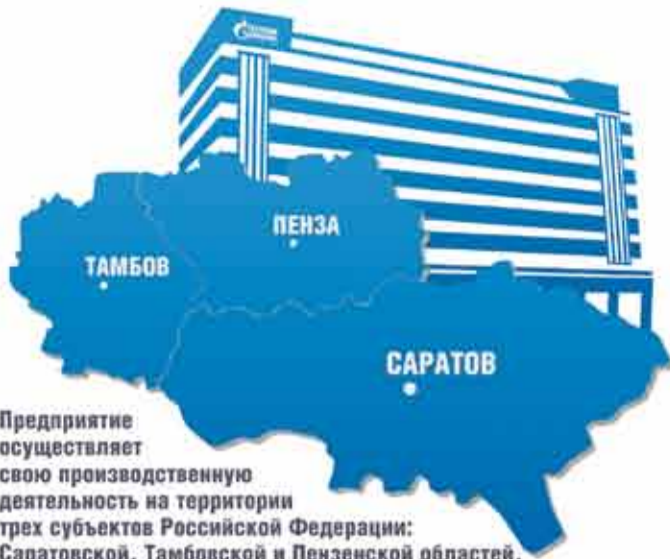 ПЕНЗА
ТАМБОВ
САРАТОВ
Предприятие
осуществляет
свою производственную
деятельность на территории
трех субъектов Российской Федерации:
Саратовской, Тамбовской и Пензенской областей.